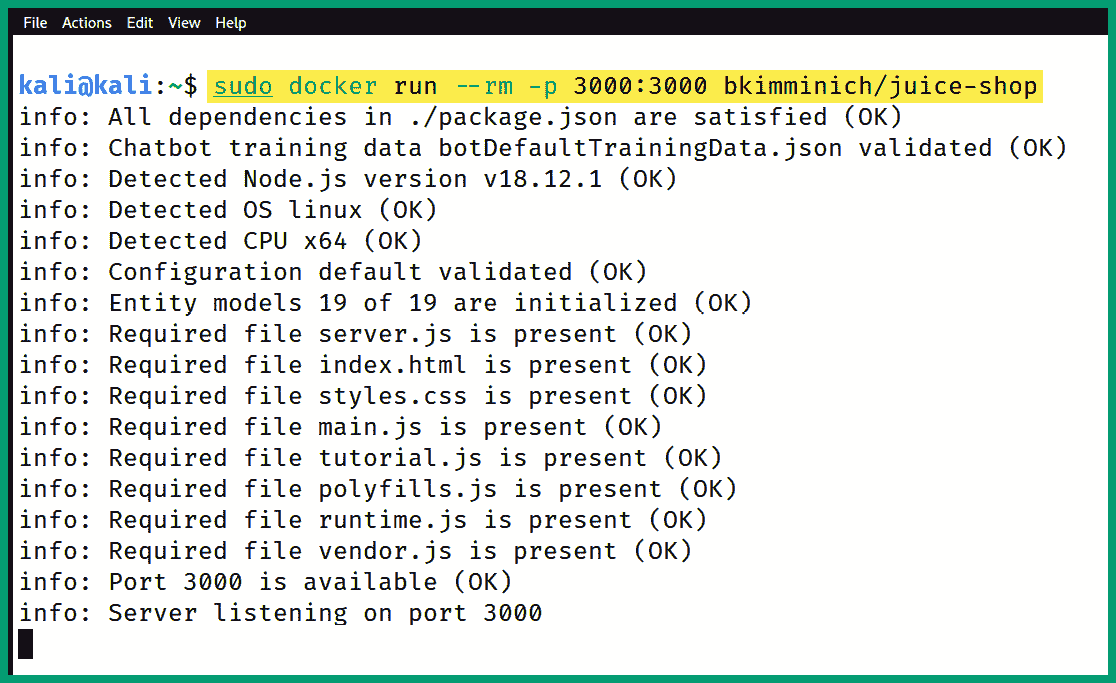 File Actions Edit View Help
kali@kali:~$ sudo docker run --rm -p 3000:3000 bkimminich/juice-shop
info: All dependencies in ./package.json are satisfied (OK)
info: Chatbot training data botDefaultTrainingData.json validated (OK)
info: Detected Node.js version v18.12.1 (OK)
info: Detected OS linux (OK)
info: Detected CPU x64 (OK)
info: Configuration default validated (OK)
info: Entity models 19 of 19 are initialized (OK)
info: Required file server.js is present (OK)
info: Required file index.html is present (OK)
info: Required file styles.css is present (OK)
info: Required file main.js is present (OK)
info: Required file tutorial.js is present (OK)
info: Required file polyfills.js is present (OK)
info: Required file runtime.js is present (OK)
info: Required file vendor.js is present (OK)
info: Port 3000 is available (OK)
info: Server listening on port 3000